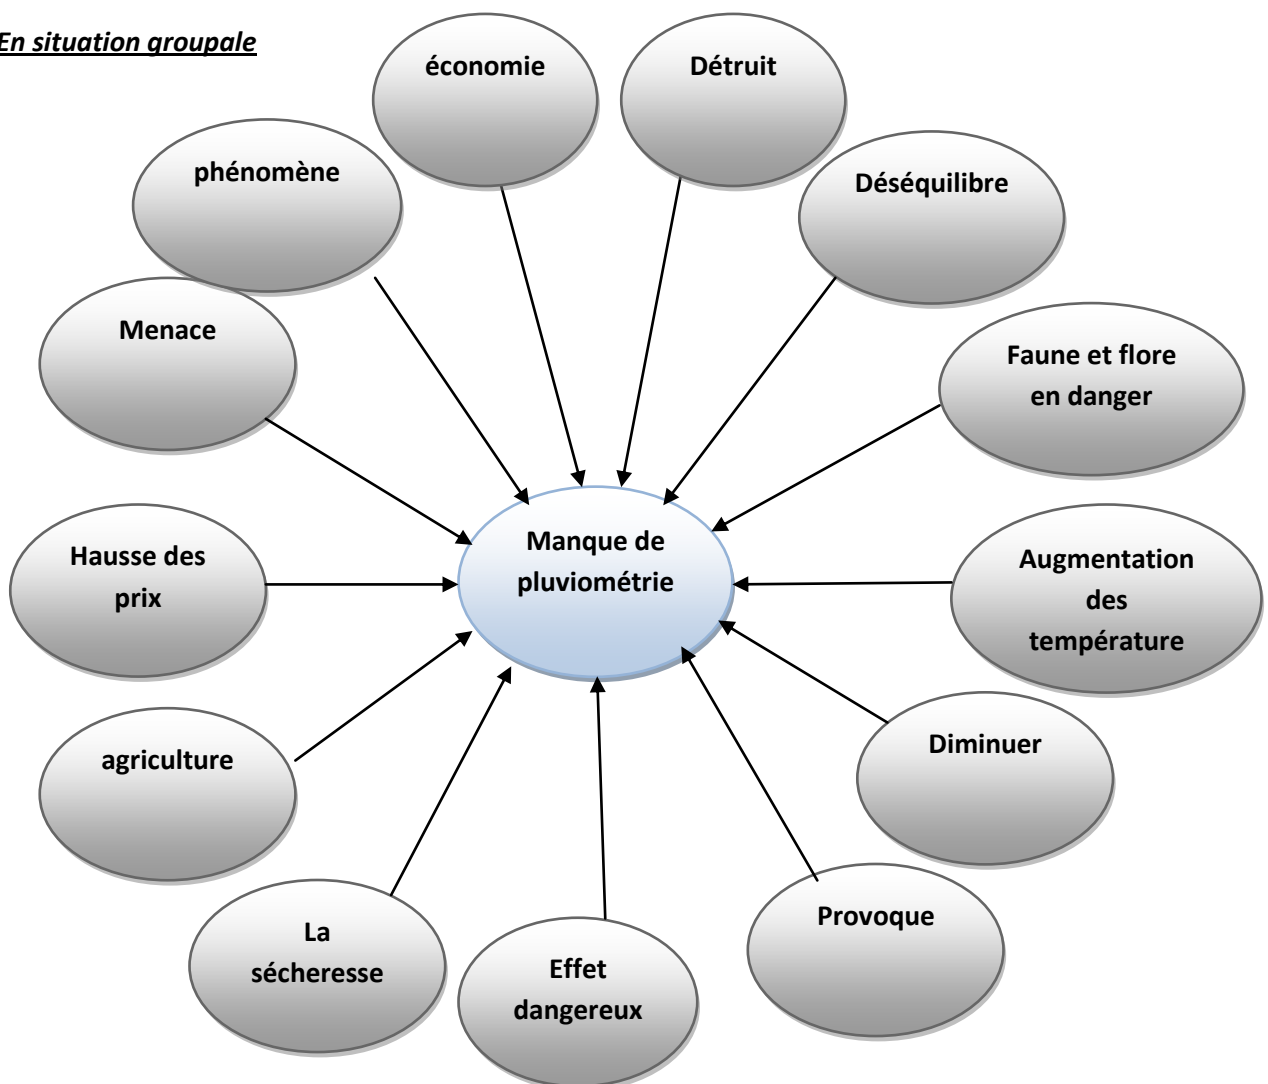 En situation groupale
économie
Détruit
phénomène
Déséquilibre
Menace
Faune et flore
en danger
Manque de
pluviométrie
Hausse des
prix
Augmentation
des
température
agriculture
Diminuer
La
sécheresse
Effet
dangereux
Provoque